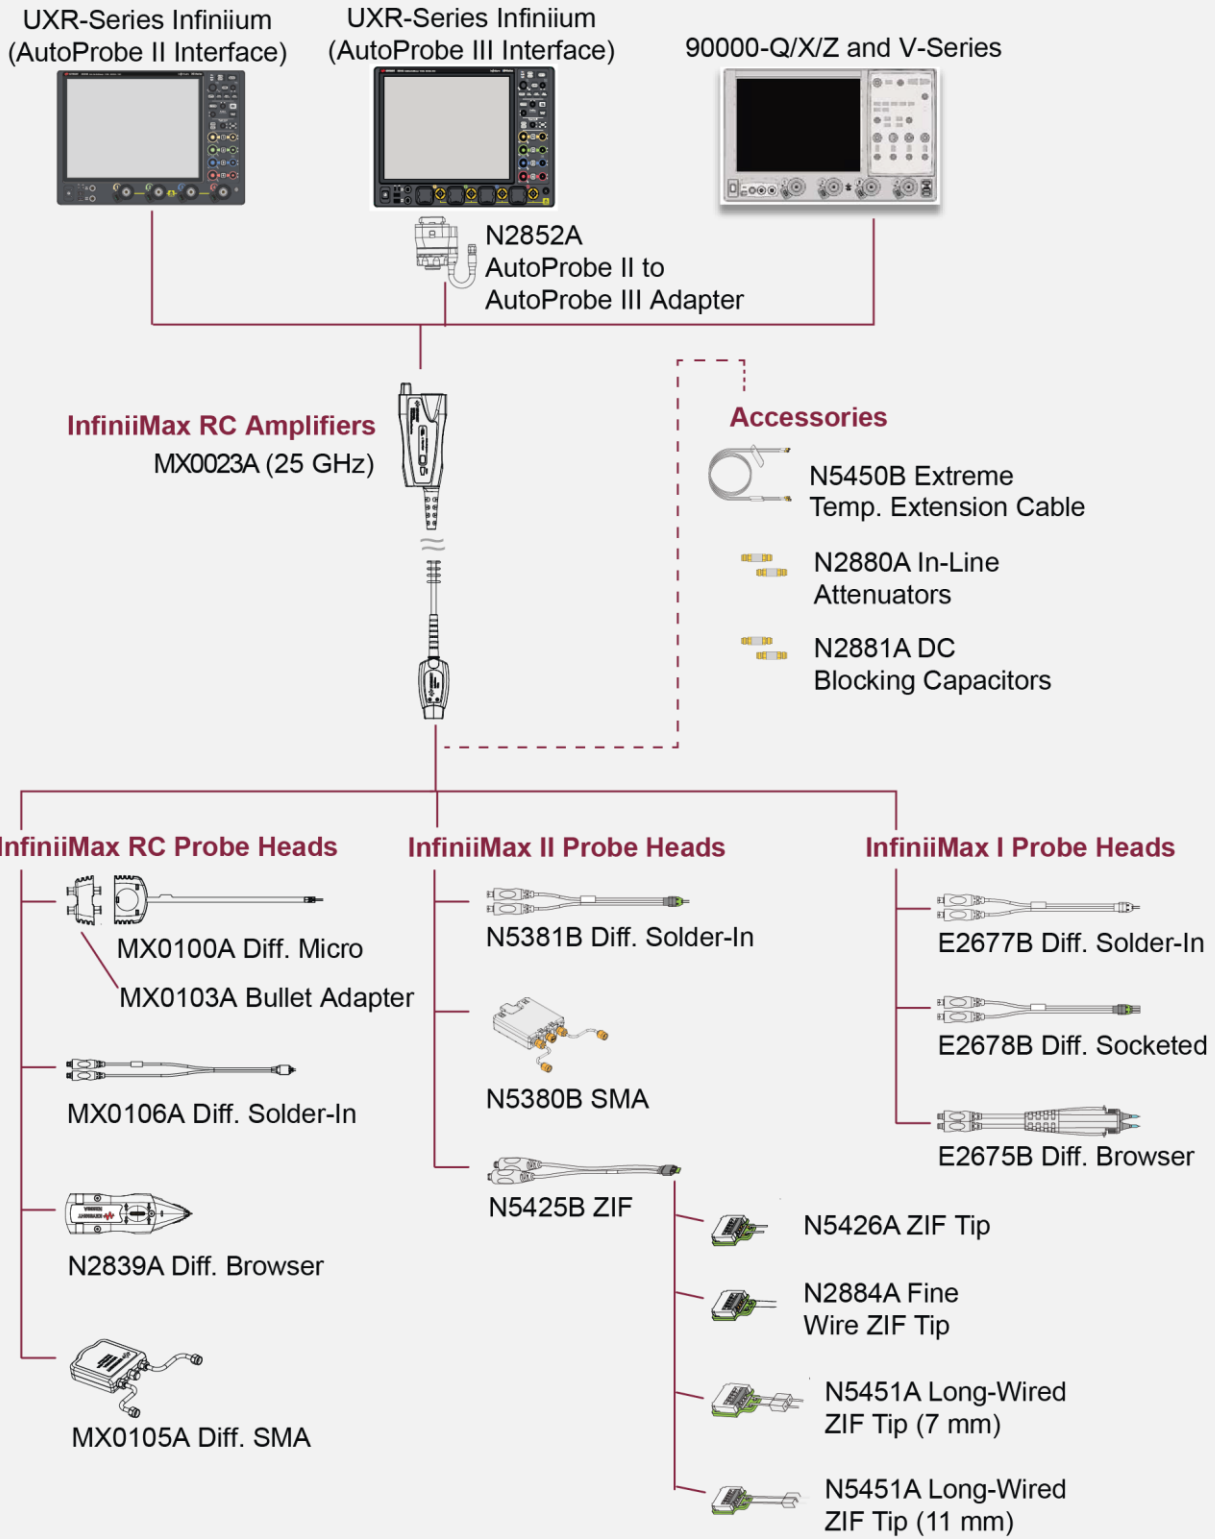 UXR-Series Infiniium
(AutoProbe II Interface)
UXR-Series Infiniium
(AutoProbe III Interface)
90000-Q/X/Z and V-Series
N2852A
AutoProbe II to
AutoProbe III Adapter
InfiniiMax RC Amplifiers
MX0023A (25 GHz)
Accessories
N5450B Extreme
Temp. Extension Cable
N2880A In-Line
Attenuators
N2881A DC
Blocking Capacitors
InfiniiMax RC Probe Heads
MX0100A Diff. Micro
MX0103A Bullet Adapter
MX0106A Diff. Solder-In
N2839A Diff. Browser
MX0105A Diff. SMA
InfiniiMax II Probe Heads
N5381B Diff. Solder-In
N5380B SMA
N5425B ZIF
N5426A ZIF Tip
N2884A Fine
Wire ZIF Tip
N5451A Long-Wired
ZIF Tip (7 mm)
N5451A Long-Wired
ZIF Tip (11 mm)
InfiniiMax I Probe Heads
E2677B Diff. Solder-In
E2678B Diff. Socketed
E2675B Diff. Browser